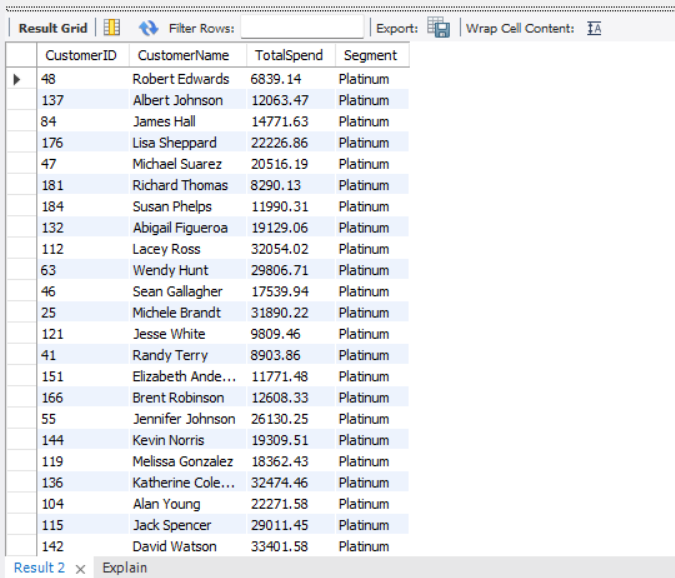 Result Grid Filter Rows: Export: Wrap Cell Content:
CustomerID CustomerName TotalSpend Segment
48 Robert Edwards 6839.14 Platinum
137 Albert Johnson 12063.47 Platinum
84 James Hall 14771.63 Platinum
176 Lisa Sheppard 22226.86 Platinum
47 Michael Suarez 20516.19 Platinum
181 Richard Thomas 8290.13 Platinum
184 Susan Phelps 11990.31 Platinum
132 Abigail Figueroa 19129.06 Platinum
112 Lacey Ross 32054.02 Platinum
63 Wendy Hunt 29806.71 Platinum
46 Sean Gallagher 17539.94 Platinum
25 Michele Brandt 31890.22 Platinum
121 Jesse White 9809.46 Platinum
41 Randy Terry 8903.86 Platinum
151 Elizabeth Ande... 11771.48 Platinum
166 Brent Robinson 12608.33 Platinum
55 Jennifer Johnson 26130.25 Platinum
144 Kevin Norris 19309.51 Platinum
119 Melissa Gonzalez 18362.43 Platinum
136 Katherine Cole... 32474.46 Platinum
104 Alan Young 22271.58 Platinum
115 Jack Spencer 29011.45 Platinum
142 David Watson 33401.58 Platinum
Result 2 Explain